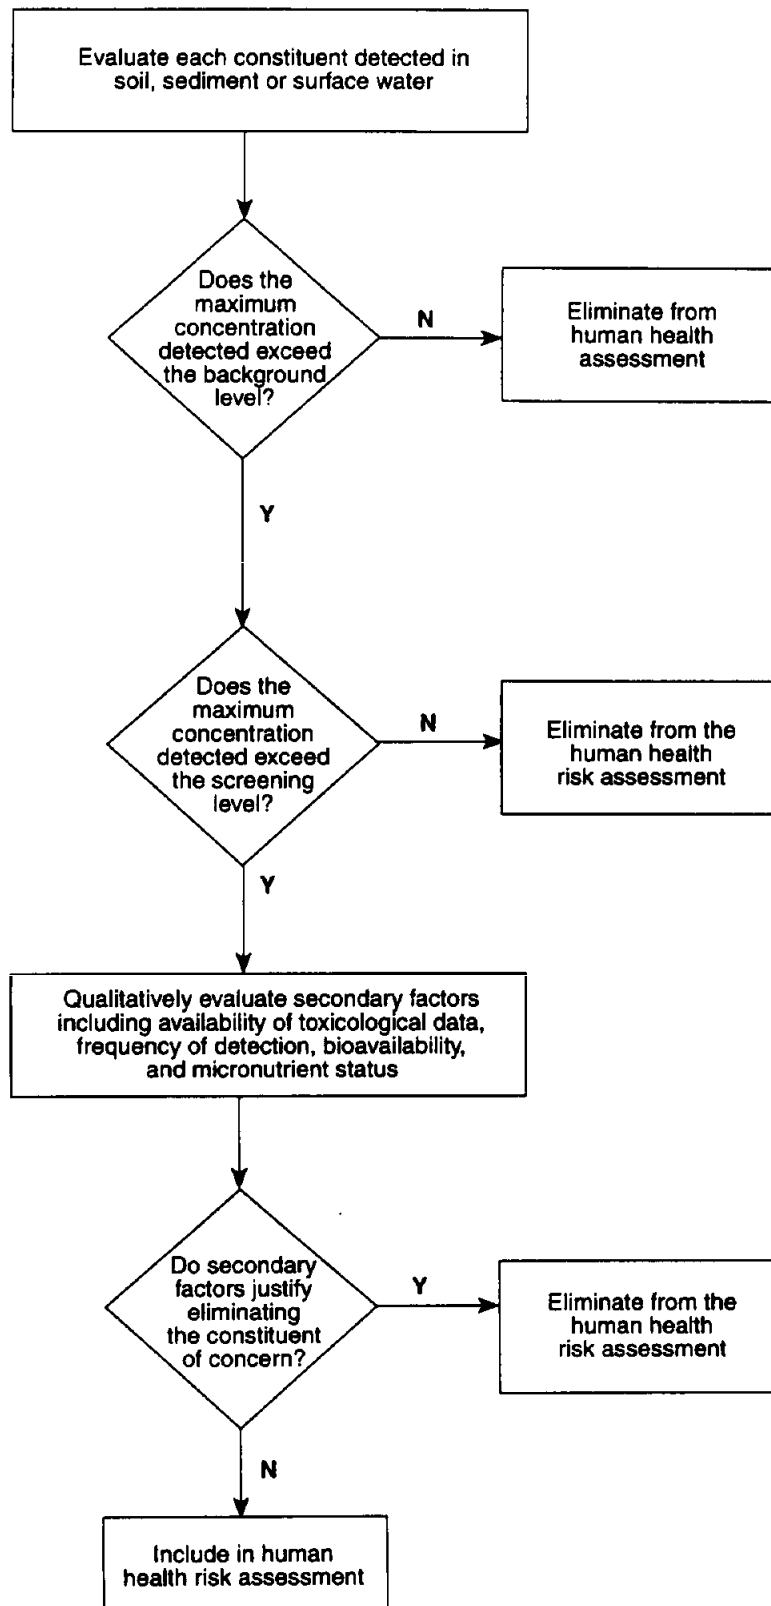 Evaluate each constituent detected in
soil, sediment or surface water
Does the
maximum
concentration
detected exceed
the background
level?
N
Eliminate from
human health
assessment
Y
Does the
maximum
concentration
detected exceed
the screening
level?
N
Eliminate from the
human health
risk assessment
Y
Qualitatively evaluate secondary factors
including availability of toxicological data,
frequency of detection, bioavailability,
and micronutrient status
Do secondary
factors justify
eliminating
the constituent
of concern?
Y
Eliminate from the
human health
risk assessment
N
Include in human
health risk assessment